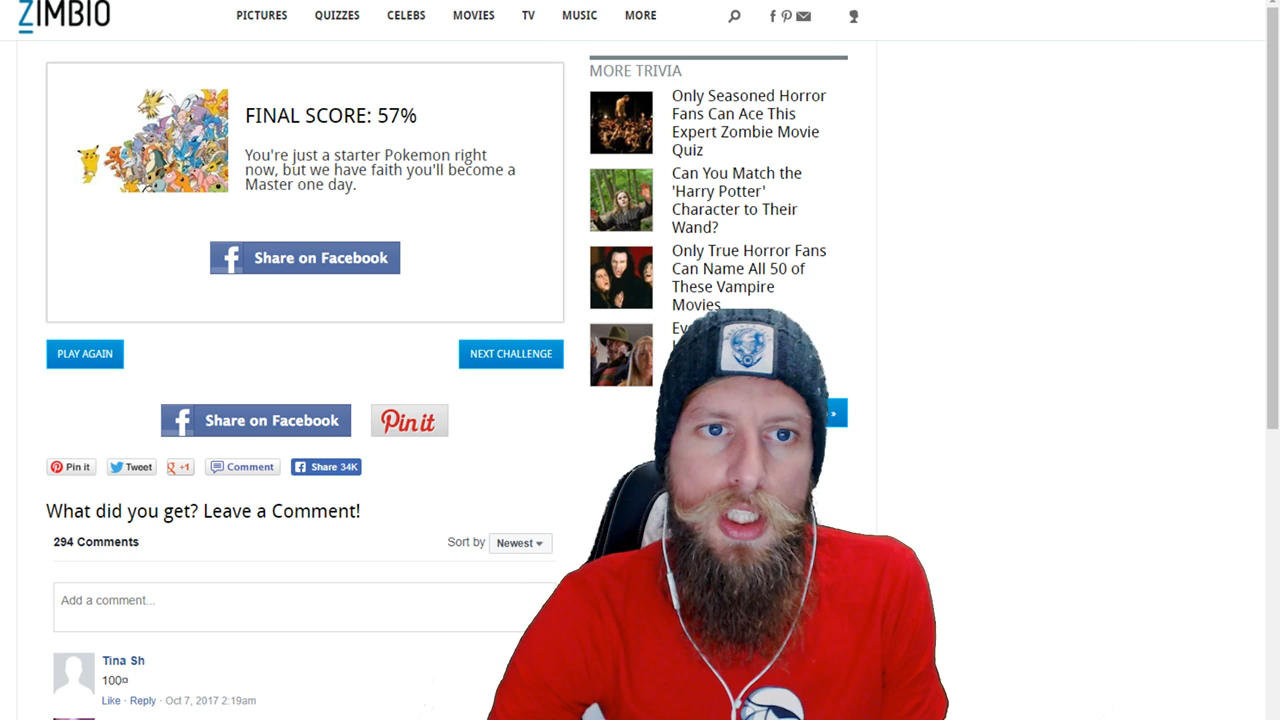 ZIMBIO
PICTURES QUIZZES CELEBS MOVIES TV MUSIC MORE
FINAL SCORE: 57%
You're just a starter Pokemon right
now, but we have faith you'll become a
Master one day.
Share on Facebook
PLAY AGAIN
NEXT CHALLENGE
Share on Facebook
Pin it
Pin it
Tweet
+1
Comment
Share 34K
What did you get? Leave a Comment!
294 Comments
Sort by Newest
Add a comment...
Tina Sh
100¤
Like · Reply · Oct 7, 2017 2:19am
MORE TRIVIA
Only Seasoned Horror
Fans Can Ace This
Expert Zombie Movie
Quiz
Can You Match the
'Harry Potter'
Character to Their
Wand?
Only True Horror Fans
Can Name All 50 of
These Vampire
Movies
»